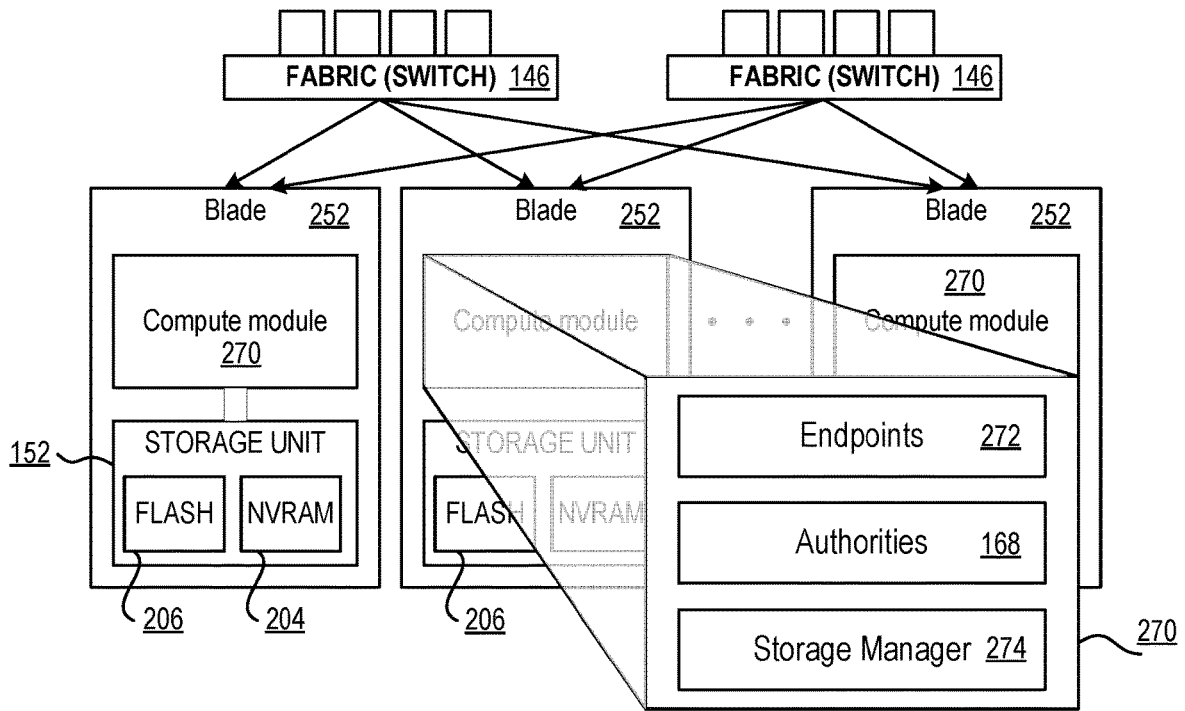 FABRIC (SWITCH) 146
FABRIC (SWITCH) 146
Blade 252
Blade 252
Blade 252
Compute module
270
Compute module
. . .
270
Compute module
152
STORAGE UNIT
FLASH
NVRAM
206
204
STORAGE UNIT
FLASH
NVRAM
206
Endpoints 272
Authorities 168
Storage Manager 274
270